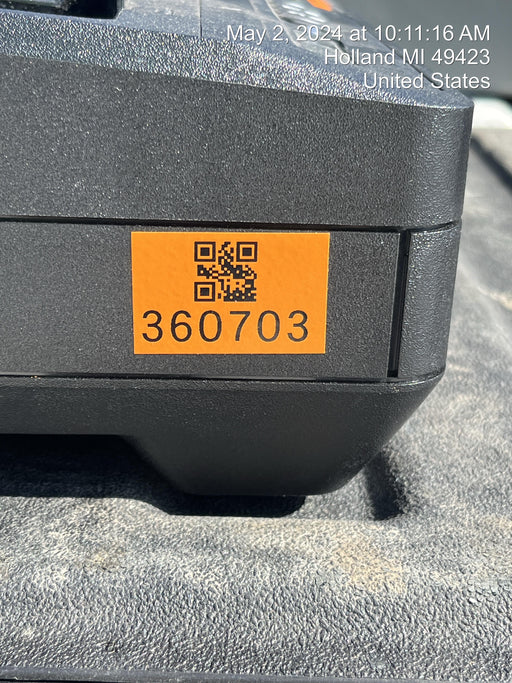 May 2, 2024 at 10:11:16 AM
Holland MI 49423
United States
360703